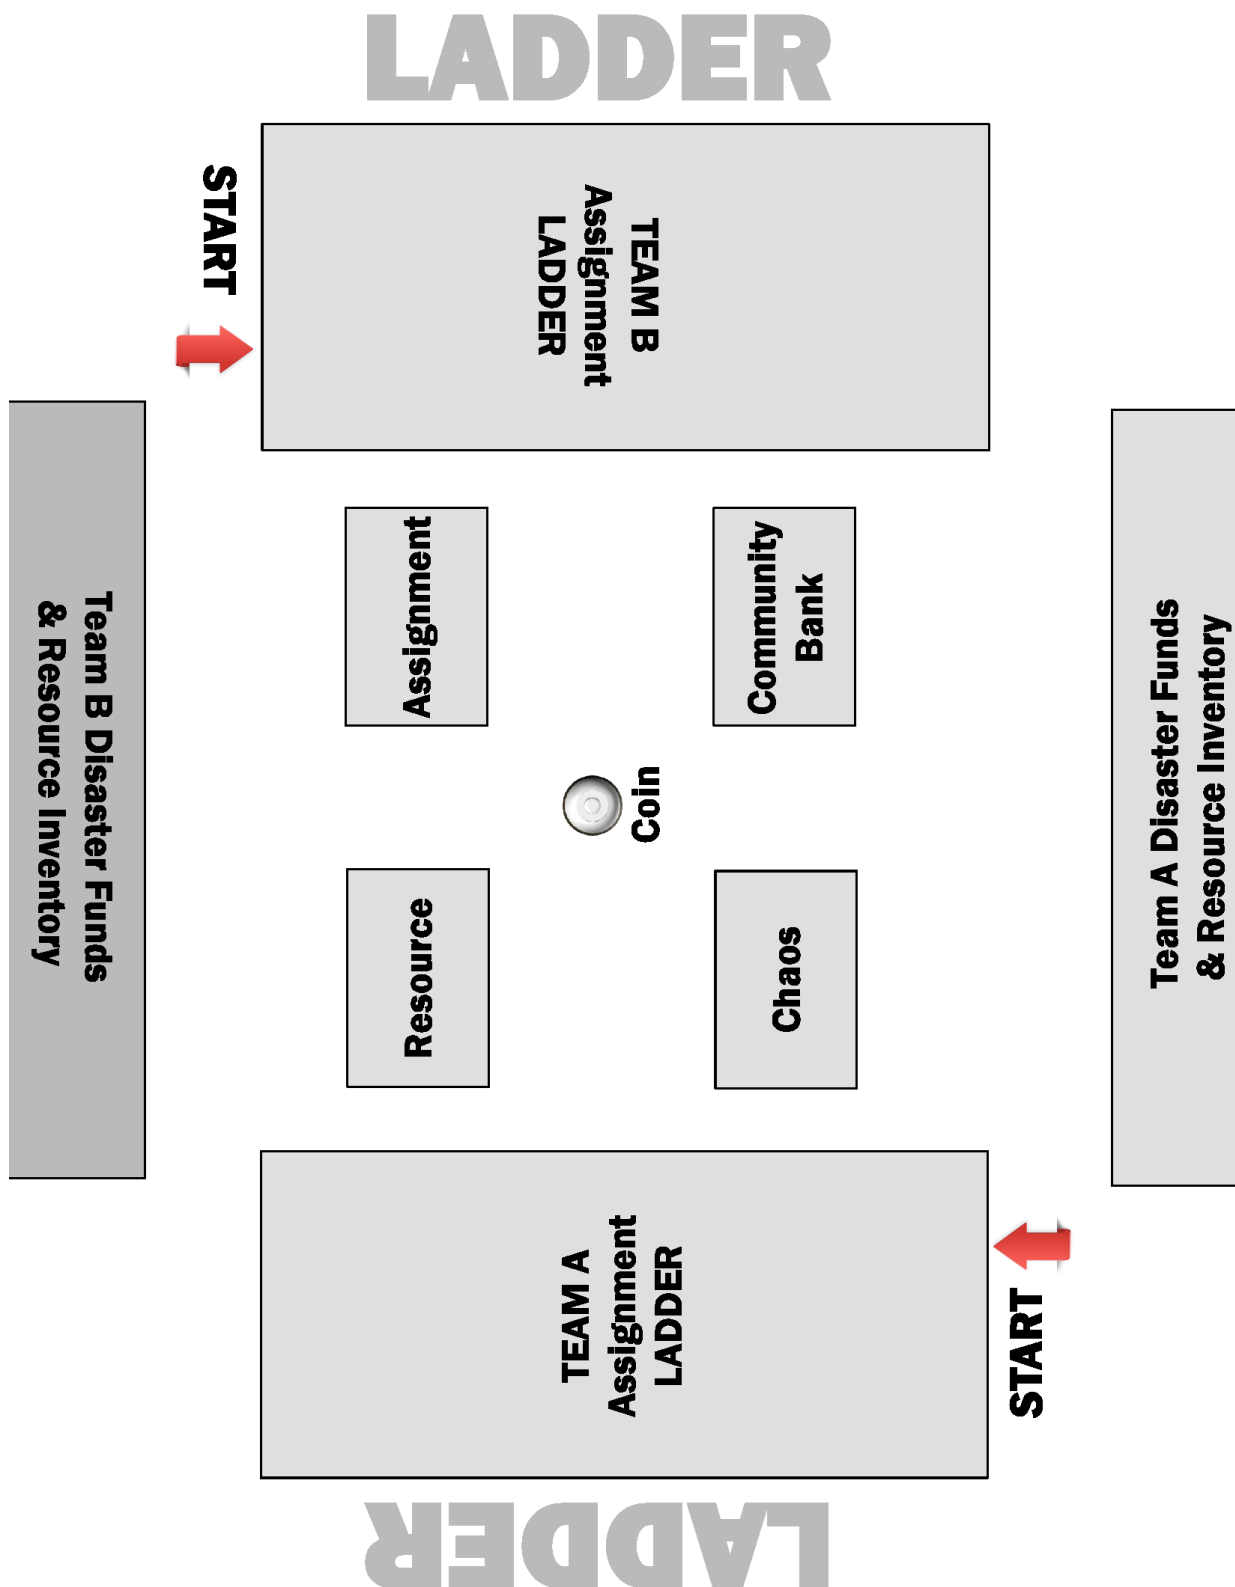 LADDER
START
TEAM B
Assignment
LADDER
Assignment
Community
Bank
Team B Disaster Funds
& Resource Inventory
Team A Disaster Funds
& Resource Inventory
Coin
Resource
Chaos
TEAM A
Assignment
LADDER
START
LADDER